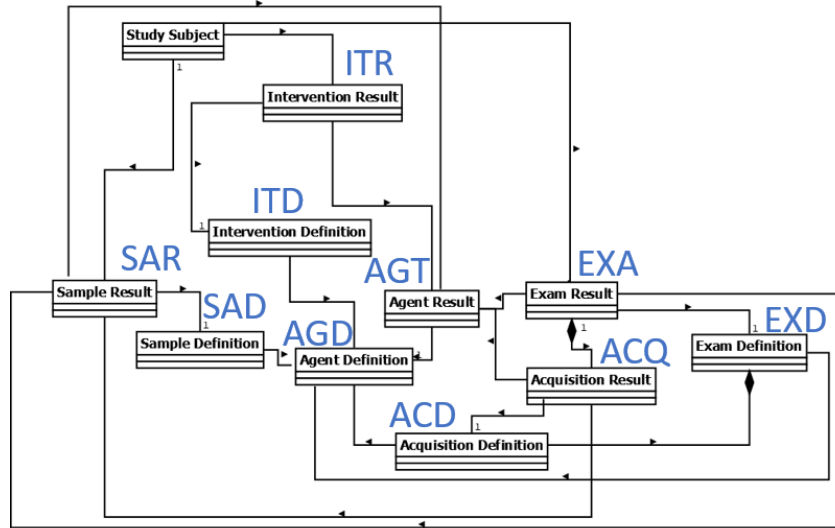 Study Subject
1
ITR
Intervention Result
ITD
1
Intervention Definition
SAR
AGT
EXA
Sample Result
SAD
Agent Result
Exam Result
EXD
1
Sample Definition
AGD
1
1
Exam Definition
Agent Definition
1
ACQ
Acquisition Result
ACD
1
Acquisition Definition